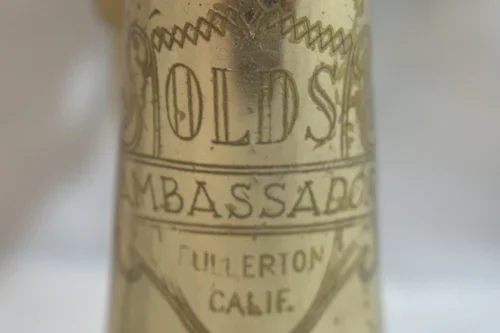 OLDS
AMBASSADOR
FULLERTON
CALIF.